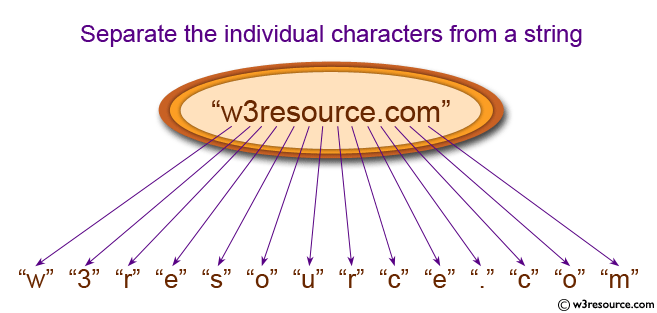 Separate the individual characters from a string
“w3resource.com”
“w” “3” “r” “e” “s” “o” “u” “r” “c” “e” “.” “c” “o” “m”
© w3resource.com